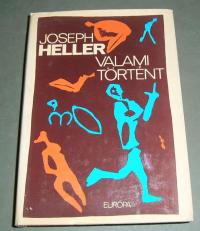 JOSEPH
HELLER
VALAMI
TÖRTÉNT
EURÓPA